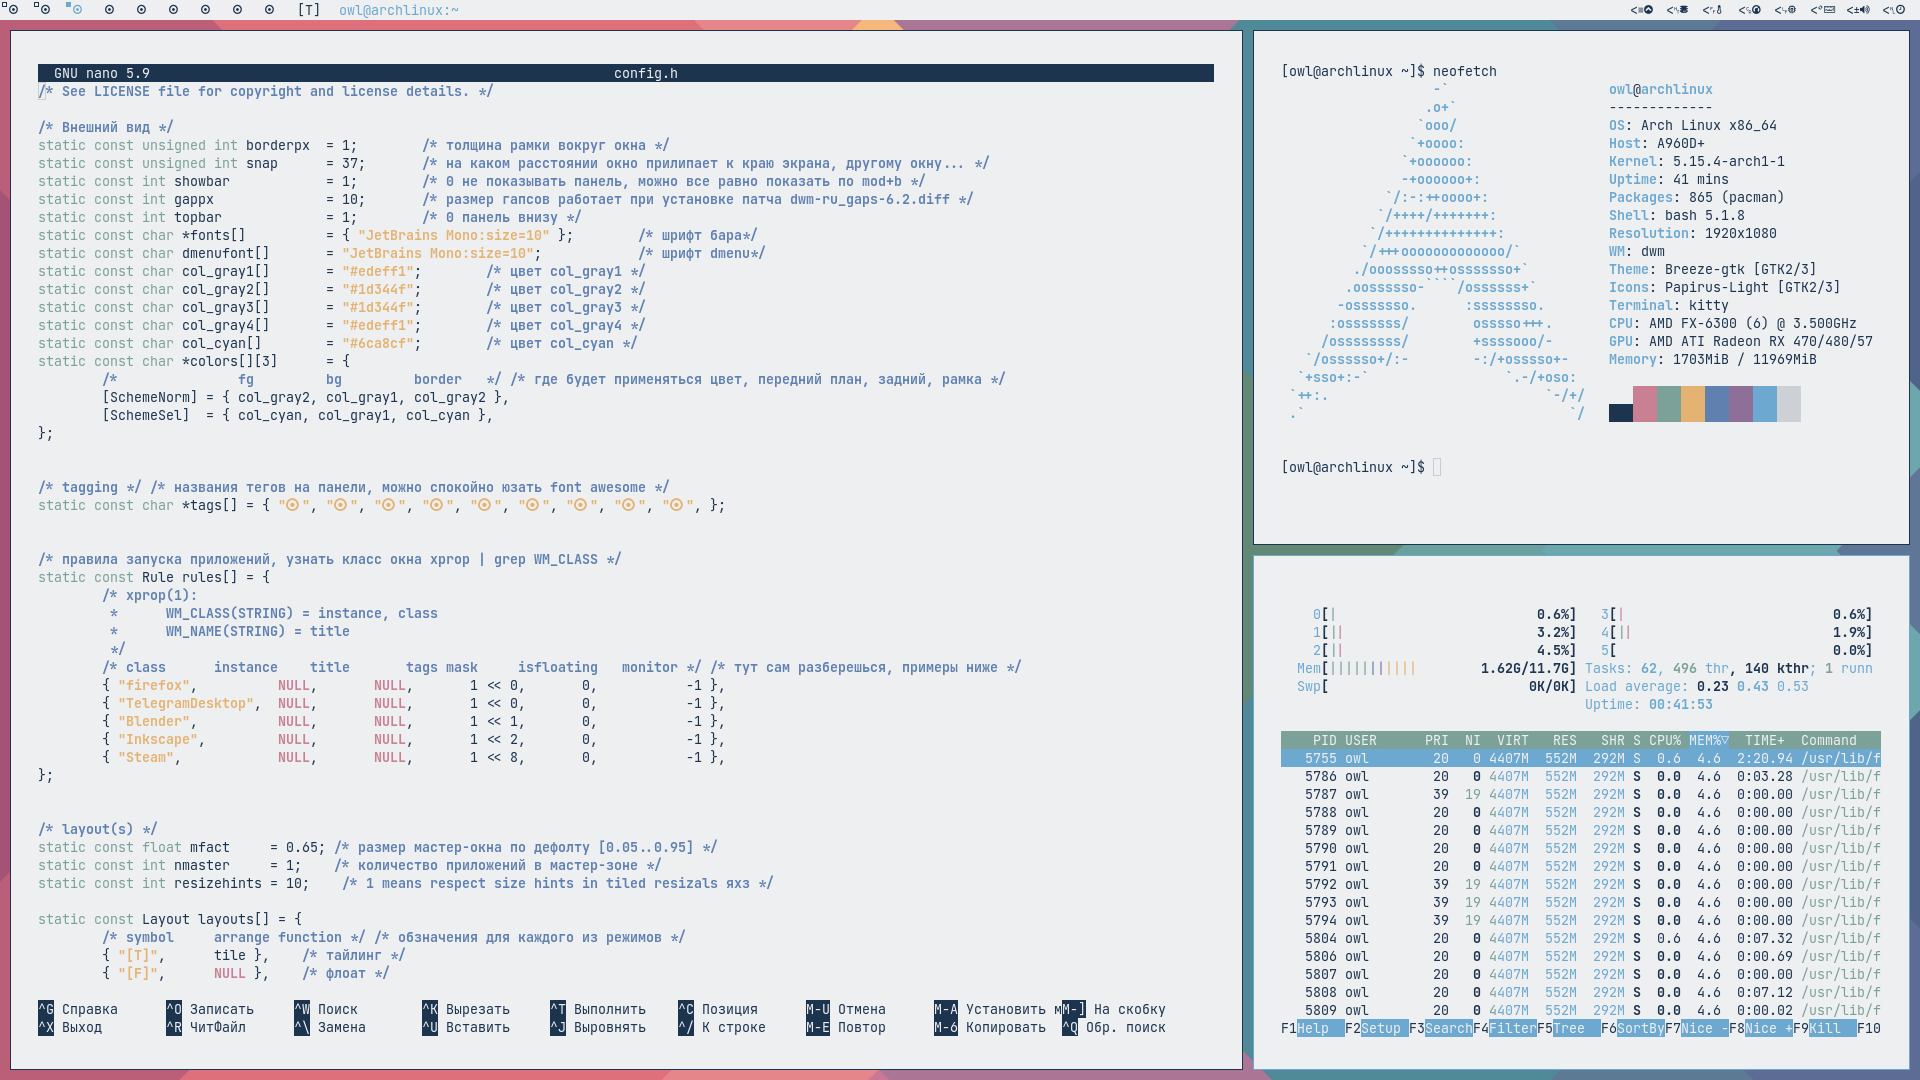 [T] owl@archlinux:~
GNU nano 5.9 config.h
/* See LICENSE file for copyright and license details. */
/* Внешний вид */
static const unsigned int borderpx = 1; /* толщина рамки вокруг окна */
static const unsigned int snap = 37; /* на каком расстоянии окно прилипает к краю экрана, другому окну... */
static const int showbar = 1; /* 0 не показывать панель, можно все равно показать по mod+b */
static const int gappx = 10; /* размер гапсов работает при установке патча dwm-ru_gaps-6.2.diff */
static const int topbar = 1; /* 0 панель внизу */
static const char *fonts[] = { "JetBrains Mono:size=10" }; /* шрифт бара*/
static const char dmenufont[] = "JetBrains Mono:size=10"; /* шрифт dmenu*/
static const char col_gray1[] = "#edeff1"; /* цвет col_gray1 */
static const char col_gray2[] = "#1d344f"; /* цвет col_gray2 */
static const char col_gray3[] = "#1d344f"; /* цвет col_gray3 */
static const char col_gray4[] = "#edeff1"; /* цвет col_gray4 */
static const char col_cyan[] = "#6ca8cf"; /* цвет col_cyan */
static const char *colors[][3] = {
/* fg bg border */ /* где будет применяться цвет, передний план, задний, рамка */
[SchemeNorm] = { col_gray2, col_gray1, col_gray2 },
[SchemeSel] = { col_cyan, col_gray1, col_cyan },
};
/* tagging */ /* названия тегов на панели, можно спокойно юзать font awesome */
static const char *tags[] = { "⊙", "⊙", "⊙", "⊙", "⊙", "⊙", "⊙", "⊙", "⊙", };
/* правила запуска приложений, узнать класс окна xprop | grep WM_CLASS */
static const Rule rules[] = {
/* xprop(1):
* WM_CLASS(STRING) = instance, class
* WM_NAME(STRING) = title
*/
/* class instance title tags mask isfloating monitor */ /* тут сам разберешься, примеры ниже */
{ "firefox", NULL, NULL, 1 << 0, 0, -1 },
{ "TelegramDesktop", NULL, NULL, 1 << 0, 0, -1 },
{ "Blender", NULL, NULL, 1 << 1, 0, -1 },
{ "Inkscape", NULL, NULL, 1 << 2, 0, -1 },
{ "Steam", NULL, NULL, 1 << 8, 0, -1 },
};
/* layout(s) */
static const float mfact = 0.65; /* размер мастер-окна по дефолту [0.05..0.95] */
static const int nmaster = 1; /* количество приложений в мастер-зоне */
static const int resizehints = 10; /* 1 means respect size hints in tiled resizals яхз */
static const Layout layouts[] = {
/* symbol arrange function */ /* обзначения для каждого из режимов */
{ "[T]", tile }, /* тайлинг */
{ "[F]", NULL }, /* флоат */
^G Справка ^O Записать ^W Поиск ^K Вырезать ^T Выполнить ^C Позиция M-U Отмена M-A Установить м M-] На скобку
^X Выход ^R ЧитФайл ^\ Замена ^U Вставить ^J Выровнять ^/ К строке M-E Повтор M-6 Копировать ^Q Обр. поиск
[owl@archlinux ~]$ neofetch
-`
.o+`
`ooo/
`+oooo:
`+oooooo:
-+oooooo+:
`/:-:++oooo+:
`/++++/+++++++:
`/++++++++++++++:
`/+++ooooooooooooo/`
./ooosssso++osssssso+`
.oossssso-````/ossssss+`
-osssssso. :ssssssso.
:osssssss/ osssso+++.
/ossssssss/ +ssssooo/-
`/ossssso+/:- -:/+osssso+-
`+sso+:-` `.-/+oso:
`++:. `-/+/
.` `/
owl@archlinux
-------------
OS: Arch Linux x86_64
Host: A960D+
Kernel: 5.15.4-arch1-1
Uptime: 41 mins
Packages: 865 (pacman)
Shell: bash 5.1.8
Resolution: 1920x1080
WM: dwm
Theme: Breeze-gtk [GTK2/3]
Icons: Papirus-Light [GTK2/3]
Terminal: kitty
CPU: AMD FX-6300 (6) @ 3.500GHz
GPU: AMD ATI Radeon RX 470/480/57
Memory: 1703MiB / 11969MiB
[owl@archlinux ~]$
0[| 0.6%] 3[| 0.6%]
1[|| 3.2%] 4[|| 1.9%]
2[|| 4.5%] 5[ 0.0%]
Mem[||||||||||| 1.62G/11.7G] Tasks: 62, 496 thr, 140 kthr; 1 runn
Swp[ 0K/0K] Load average: 0.23 0.43 0.53
Uptime: 00:41:53
PID USER PRI NI VIRT RES SHR S CPU% MEM%▽ TIME+ Command
5755 owl 20 0 4407M 552M 292M S 0.6 4.6 2:20.94 /usr/lib/f
5786 owl 20 0 4407M 552M 292M S 0.0 4.6 0:03.28 /usr/lib/f
5787 owl 39 19 4407M 552M 292M S 0.0 4.6 0:00.00 /usr/lib/f
5788 owl 20 0 4407M 552M 292M S 0.0 4.6 0:00.00 /usr/lib/f
5789 owl 20 0 4407M 552M 292M S 0.0 4.6 0:00.00 /usr/lib/f
5790 owl 20 0 4407M 552M 292M S 0.0 4.6 0:00.00 /usr/lib/f
5791 owl 20 0 4407M 552M 292M S 0.0 4.6 0:00.00 /usr/lib/f
5792 owl 39 19 4407M 552M 292M S 0.0 4.6 0:00.00 /usr/lib/f
5793 owl 39 19 4407M 552M 292M S 0.0 4.6 0:00.00 /usr/lib/f
5794 owl 39 19 4407M 552M 292M S 0.0 4.6 0:00.00 /usr/lib/f
5804 owl 20 0 4407M 552M 292M S 0.6 4.6 0:07.32 /usr/lib/f
5806 owl 20 0 4407M 552M 292M S 0.0 4.6 0:00.69 /usr/lib/f
5807 owl 20 0 4407M 552M 292M S 0.0 4.6 0:00.00 /usr/lib/f
5808 owl 20 0 4407M 552M 292M S 0.0 4.6 0:07.12 /usr/lib/f
5809 owl 20 0 4407M 552M 292M S 0.0 4.6 0:00.02 /usr/lib/f
F1Help F2Setup F3SearchF4FilterF5Tree F6SortByF7Nice -F8Nice +F9Kill F10